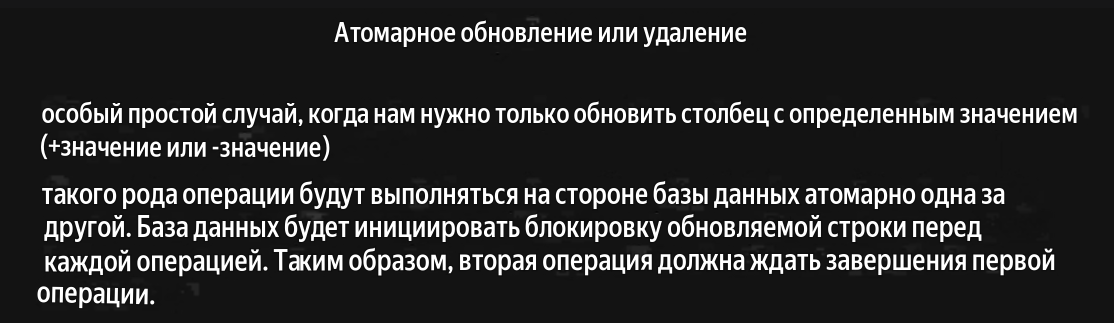 Атомарное обновление или удаление
особый простой случай, когда нам нужно только обновить столбец с определенным значением
(+значение или -значение)
такого рода операции будут выполняться на стороне базы данных атомарно одна за
другой. База данных будет инициировать блокировку обновляемой строки перед
каждой операцией. Таким образом, вторая операция должна ждать завершения первой
операции.